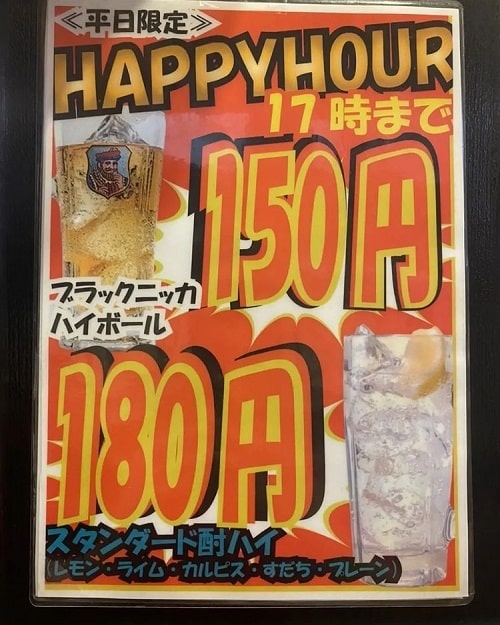 ≪平日限定≫
HAPPYHOUR
17時まで
150円
ブラックニッカ
ハイボール
180円
スタンダード酎ハイ
(レモン・ライム・カルピス・すだち・プレーン)